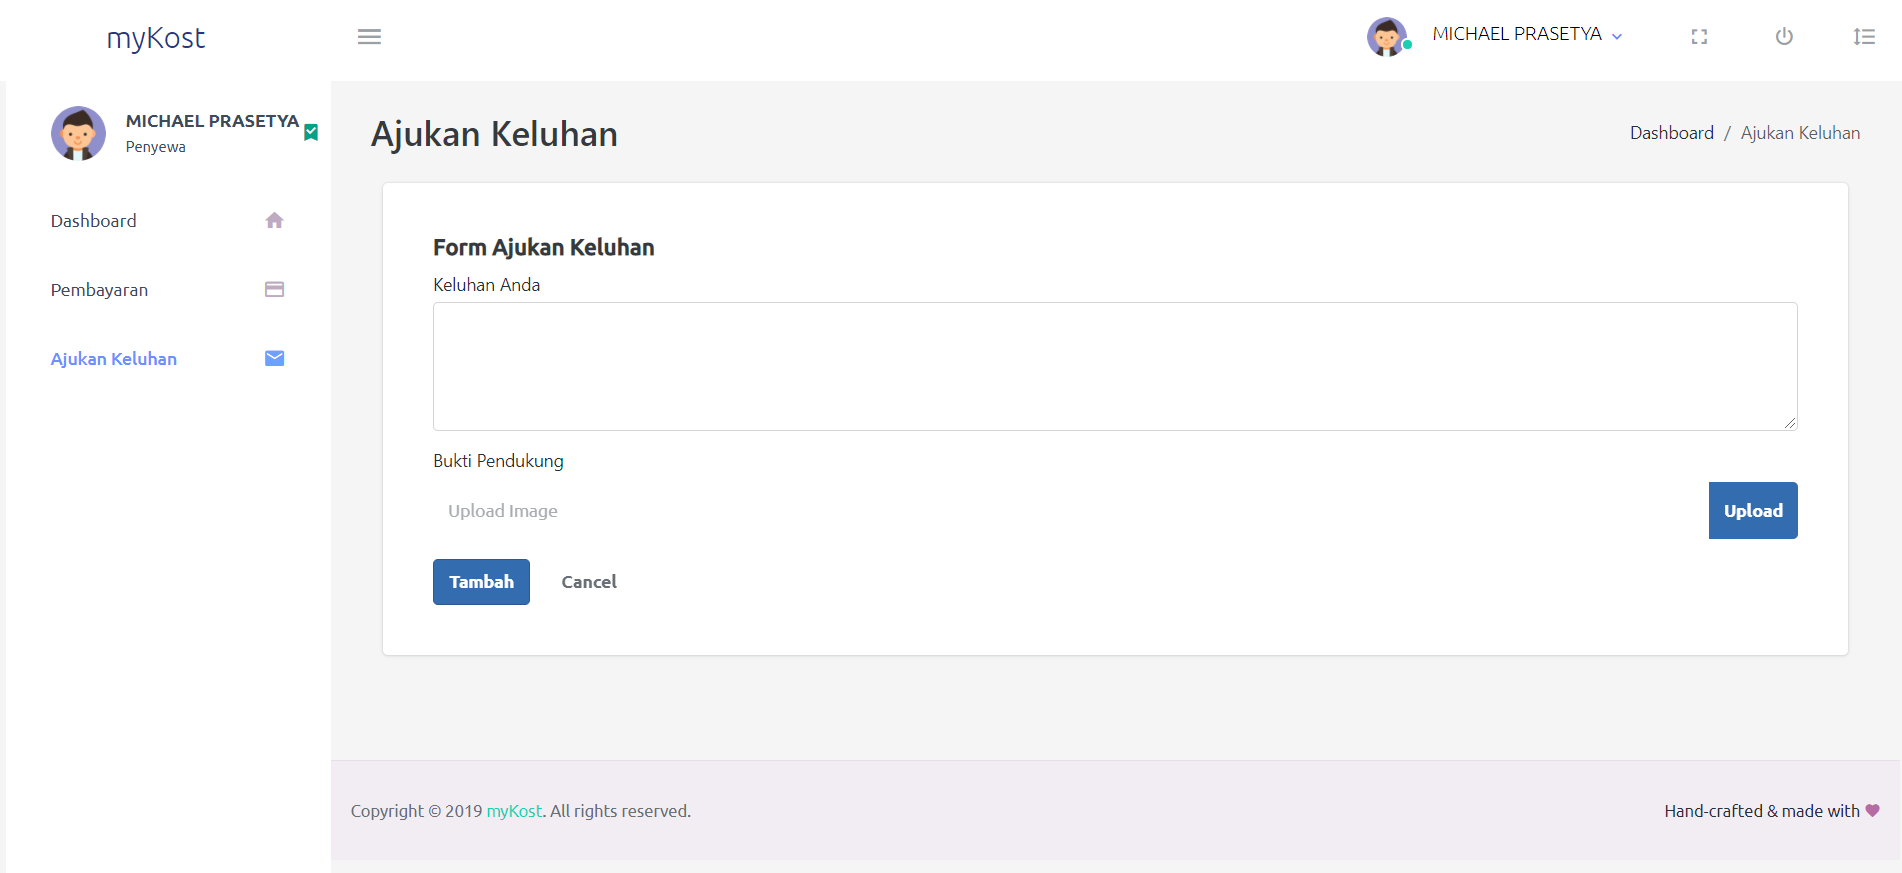 myKost
MICHAEL PRASETYA
MICHAEL PRASETYA
Penyewa
Dashboard
Pembayaran
Ajukan Keluhan
Ajukan Keluhan
Dashboard / Ajukan Keluhan
Form Ajukan Keluhan
Keluhan Anda
Bukti Pendukung
Upload Image
Upload
Tambah
Cancel
Copyright © 2019 myKost. All rights reserved.
Hand-crafted & made with